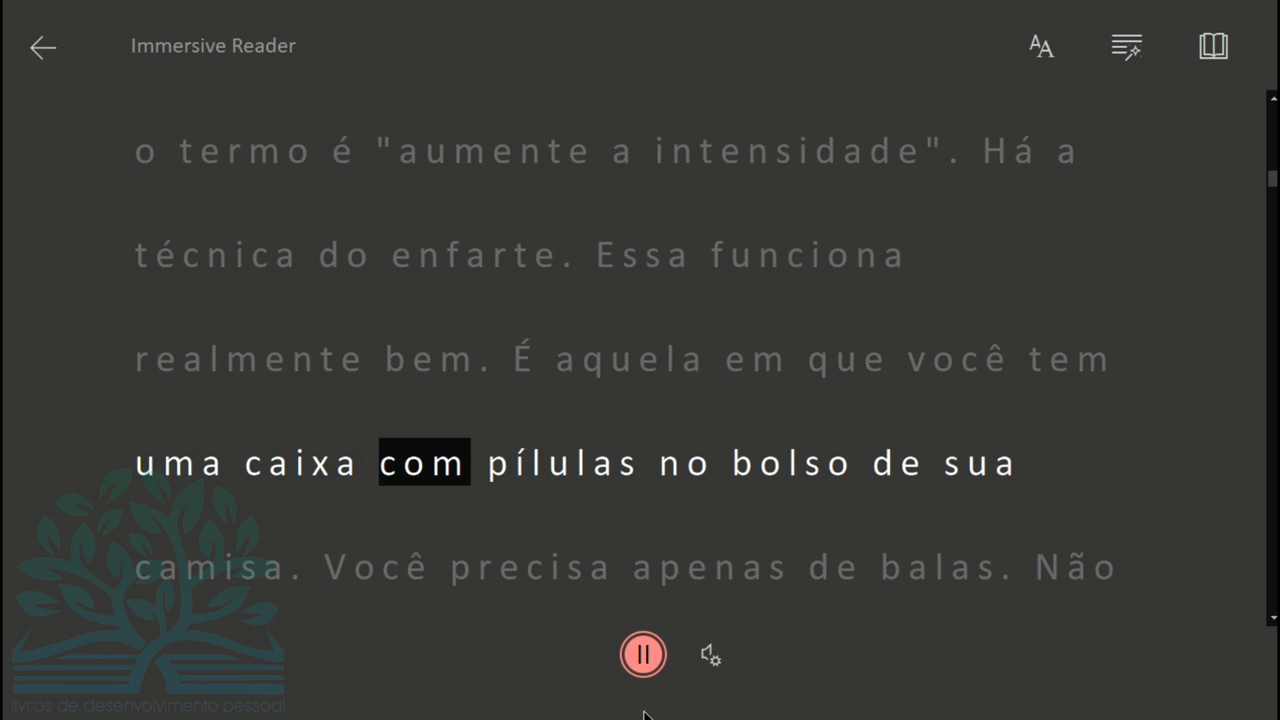 Immersive Reader
o termo é "aumente a intensidade". Há a
técnica do enfarte. Essa funciona
realmente bem. É aquela em que você tem
uma caixa com pílulas no bolso de sua
camisa. Você precisa apenas de balas. Não
livros de desenvolvimento pessoal